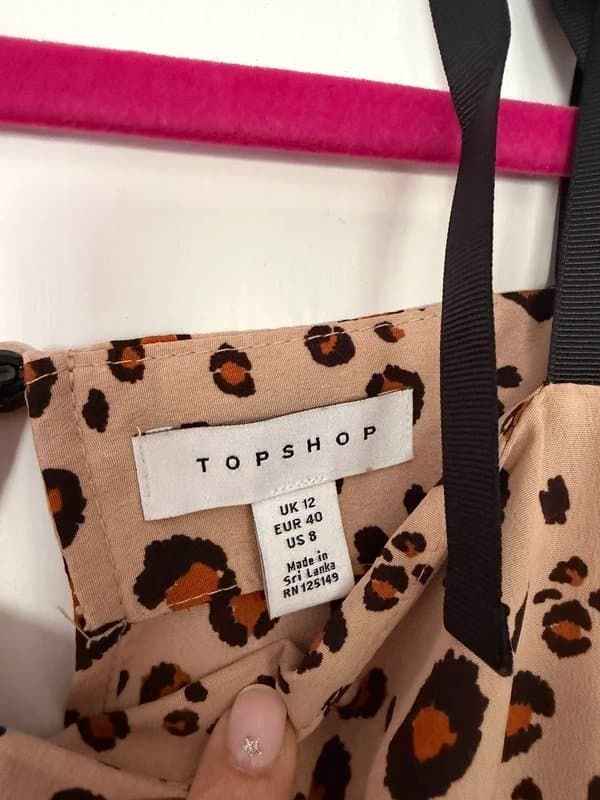 TOPSHOP
UK 12
EUR 40
US 8
Made in
Sri Lanka
RN125149